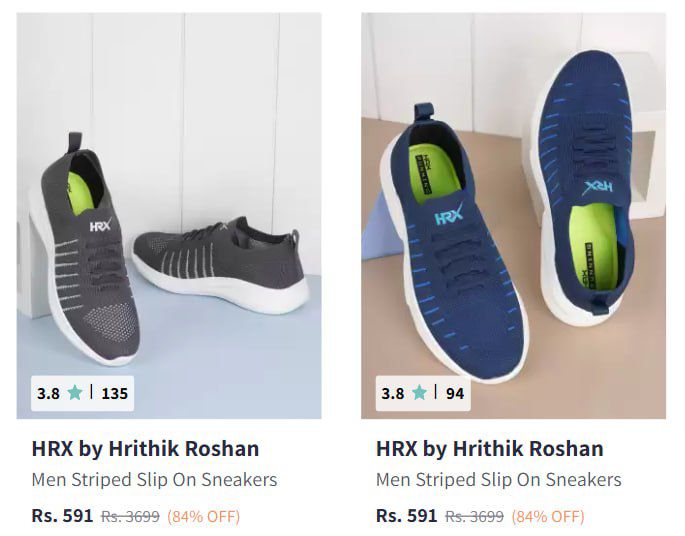 HRX
3.8 ★ | 135
HRX by Hrithik Roshan
Men Striped Slip On Sneakers
Rs. 591 Rs. 3699 (84% OFF)
HRX
HRX
HRX
HRX
3.8 ★ | 94
HRX by Hrithik Roshan
Men Striped Slip On Sneakers
Rs. 591 Rs. 3699 (84% OFF)